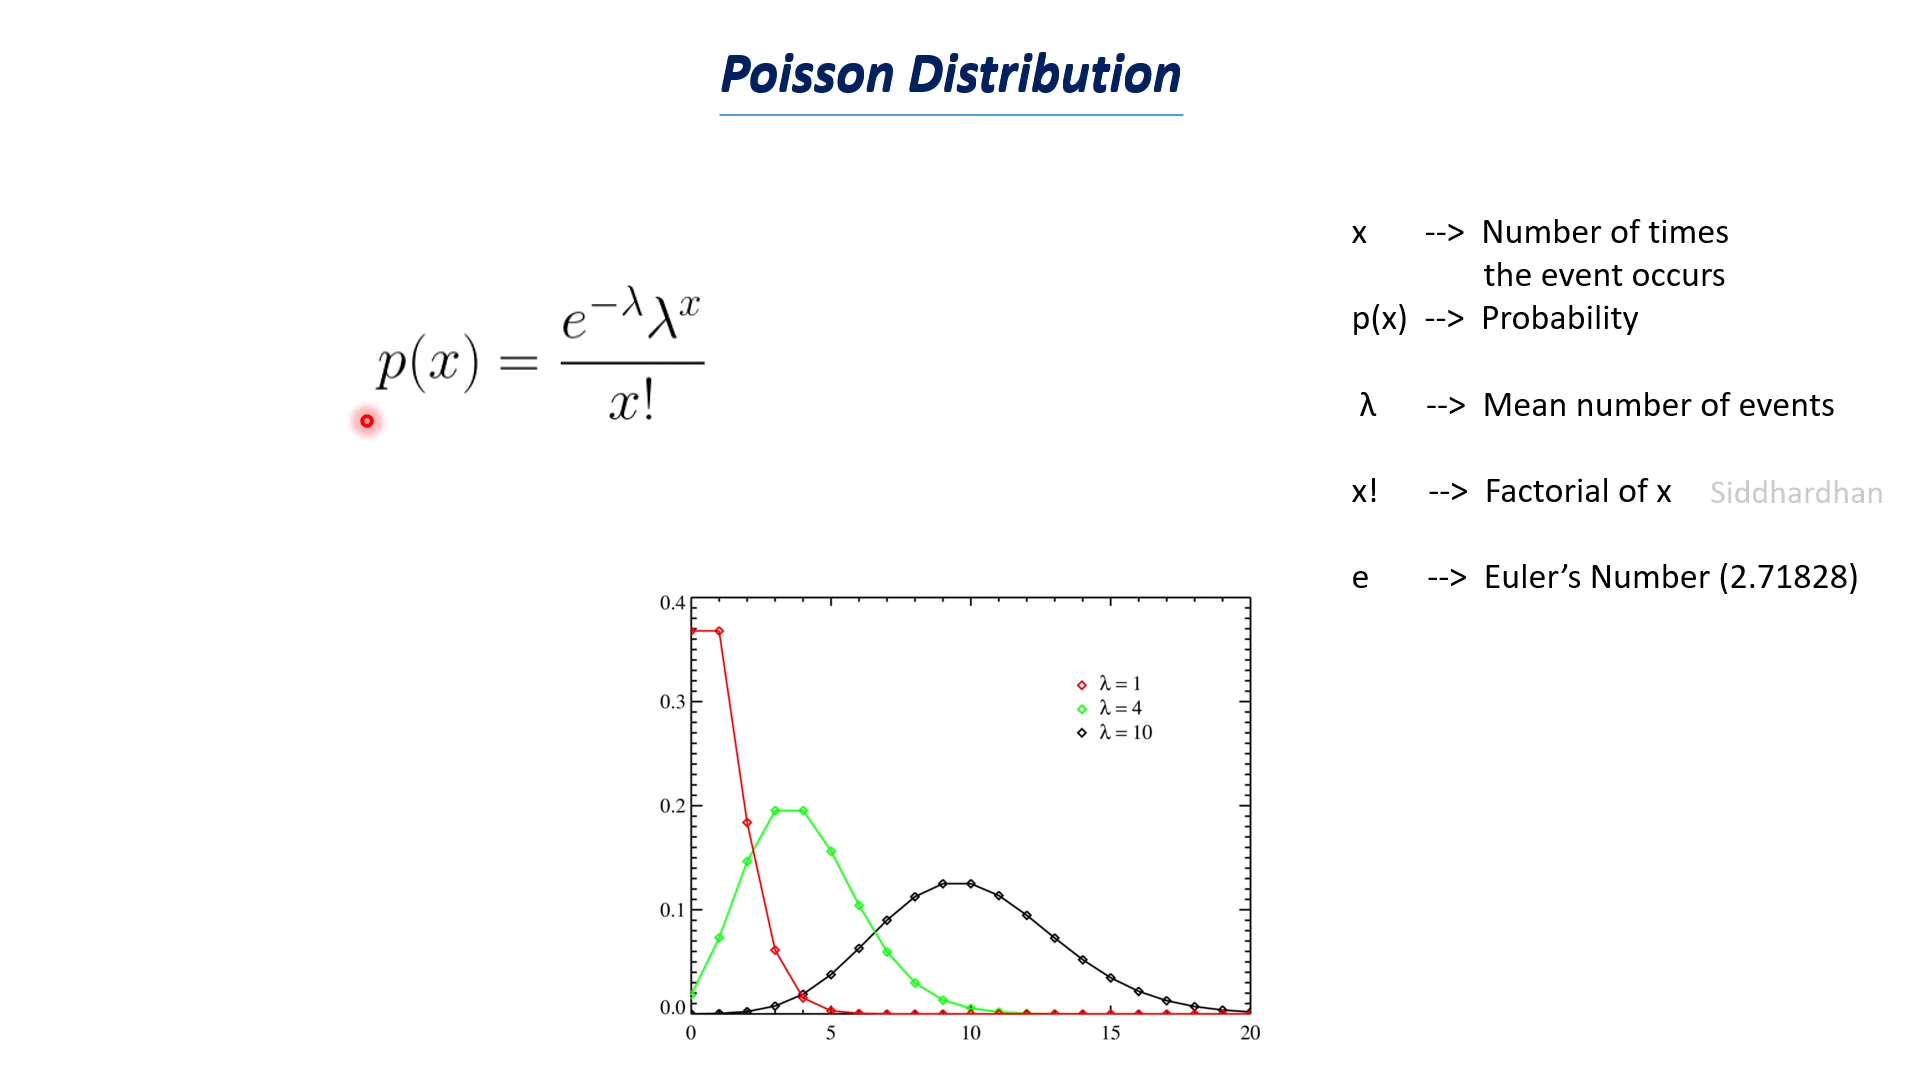 Poisson Distribution
p(x) = e^{-λ} λ^x / x!
x --> Number of times
the event occurs
p(x) --> Probability
λ --> Mean number of events
x! --> Factorial of x
Siddhardhan
e --> Euler’s Number (2.71828)
0.4
0.3
0.2
0.1
0.0
λ = 1
λ = 4
λ = 10
0 5 10 15 20